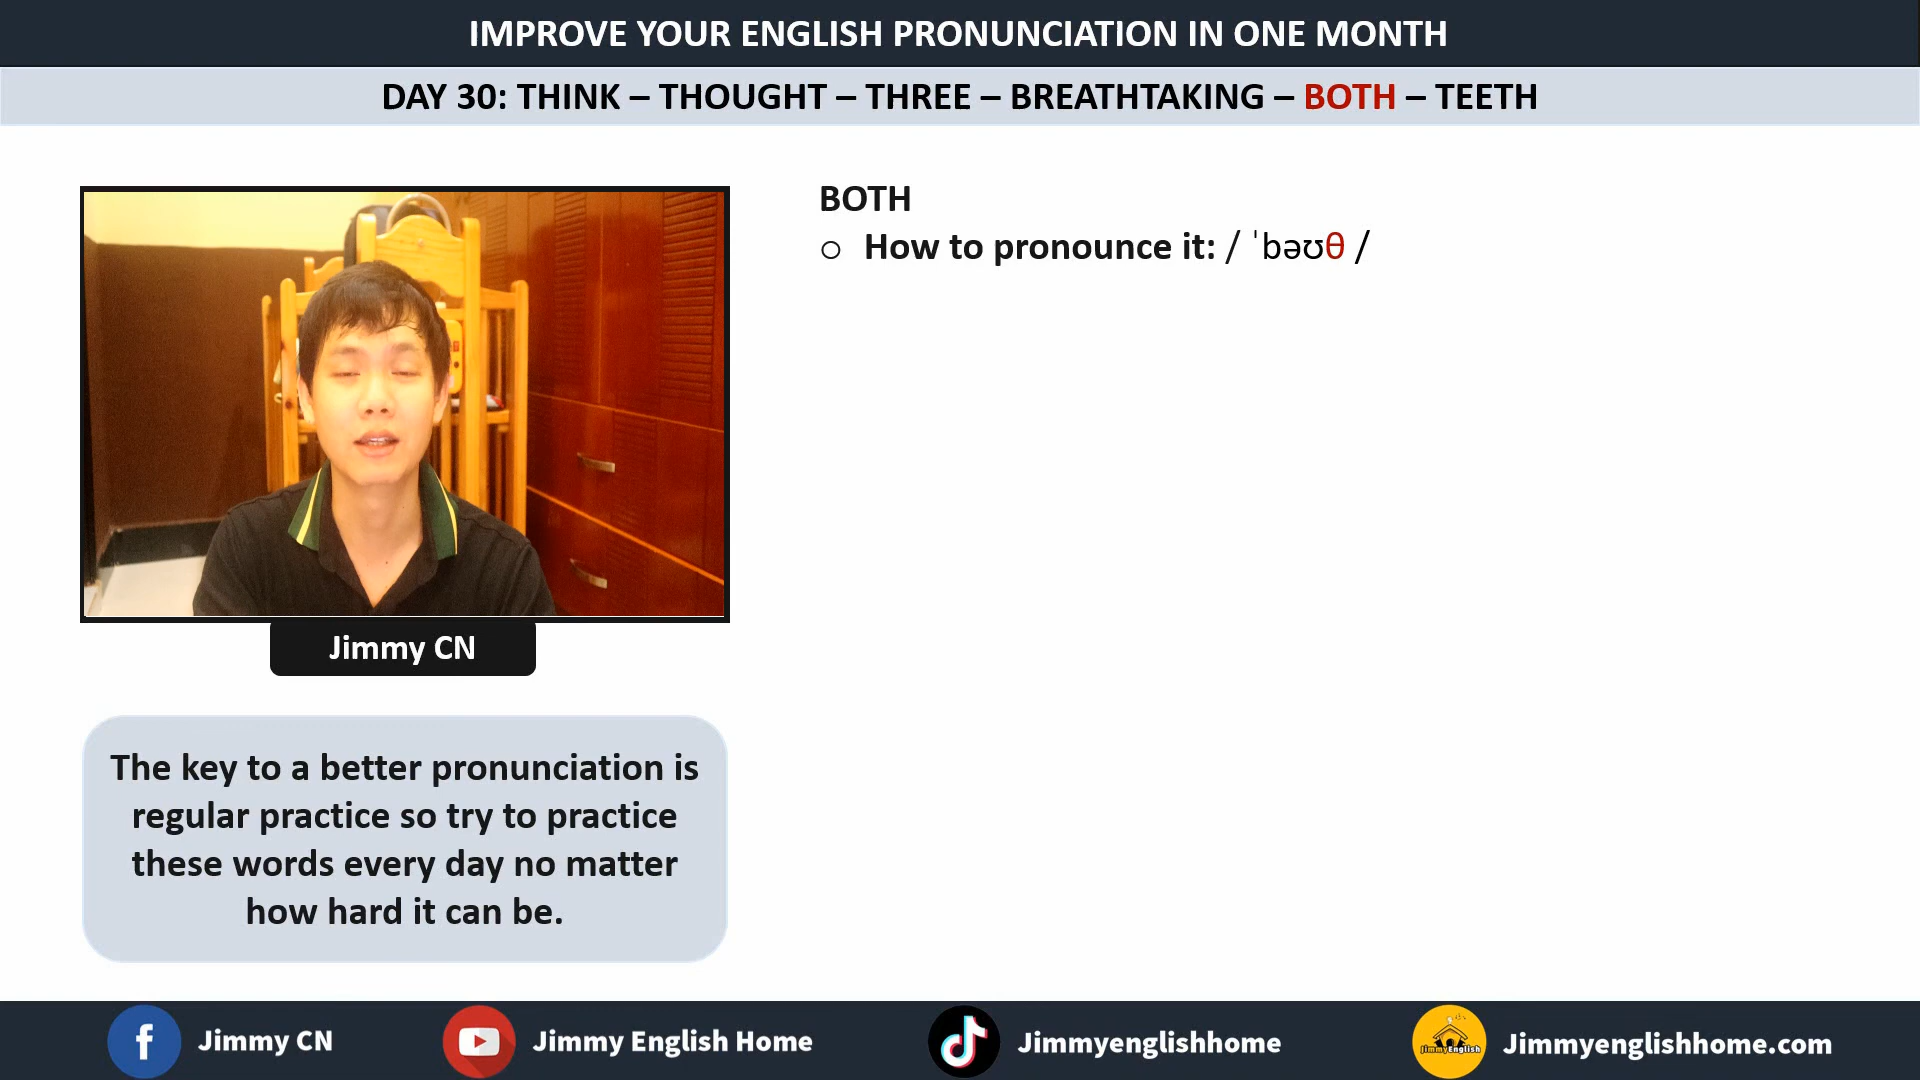 IMPROVE YOUR ENGLISH PRONUNCIATION IN ONE MONTH
DAY 30: THINK – THOUGHT – THREE – BREATHTAKING – BOTH – TEETH
BOTH
○ How to pronounce it: / ˈbəʊθ /
Jimmy CN
The key to a better pronunciation is
regular practice so try to practice
these words every day no matter
how hard it can be.
Jimmy CN
Jimmy English Home
Jimmyenglishhome
JimmyEnglish
Jimmyenglishhome.com